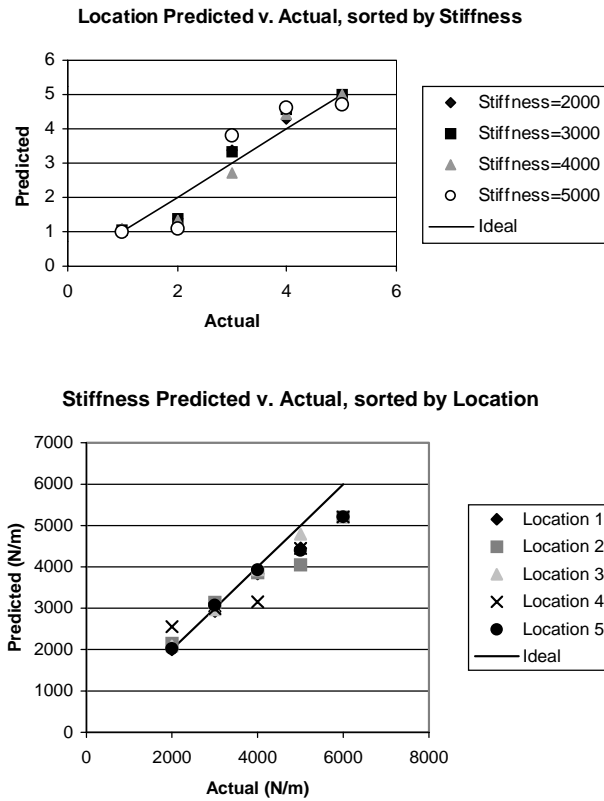 Location Predicted v. Actual, sorted by Stiffness
6
5
4
3
2
1
0
0 2 4 6
Predicted
Actual
Stiffness=2000
Stiffness=3000
Stiffness=4000
Stiffness=5000
Ideal
Stiffness Predicted v. Actual, sorted by Location
7000
6000
5000
4000
3000
2000
1000
0
0 2000 4000 6000 8000
Predicted (N/m)
Actual (N/m)
Location 1
Location 2
Location 3
Location 4
Location 5
Ideal